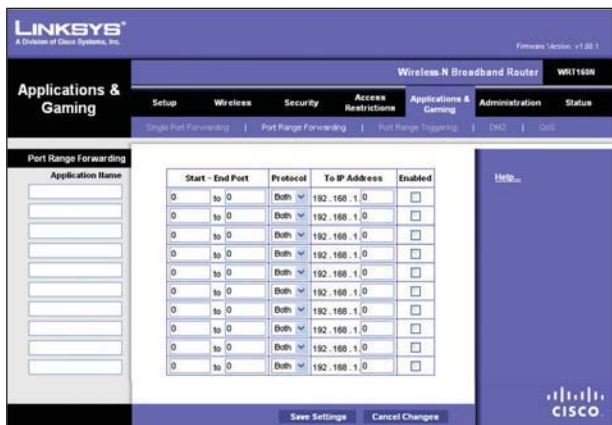 LINKSYS®
A Division of Cisco Systems, Inc.
Firmware Version: v1.00.1
Wireless-N Broadband Router WRT160N
Applications & Gaming
Setup Wireless Security Access Restrictions Applications & Gaming Administration Status
Single Port Forwarding | Port Range Forwarding | Port Range Triggering | DMZ | QoS
Port Range Forwarding
Application Name
Start - End Port Protocol To IP Address Enabled
Help...
0 to 0 Both 192 . 168 . 1. 0
0 to 0 Both 192 . 168 . 1. 0
0 to 0 Both 192 . 168 . 1. 0
0 to 0 Both 192 . 168 . 1. 0
0 to 0 Both 192 . 168 . 1. 0
0 to 0 Both 192 . 168 . 1. 0
0 to 0 Both 192 . 168 . 1. 0
0 to 0 Both 192 . 168 . 1. 0
0 to 0 Both 192 . 168 . 1. 0
0 to 0 Both 192 . 168 . 1. 0
Save Settings Cancel Changes
CISCO.